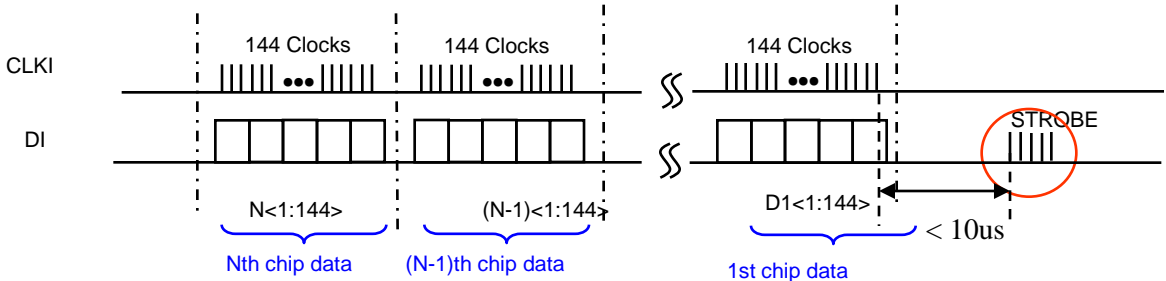 144 Clocks 144 Clocks 144 Clocks
CLKI
STROBE
DI
N<1:144> (N-1)<1:144> D1<1:144>
< 10us
Nth chip data (N-1)th chip data 1st chip data